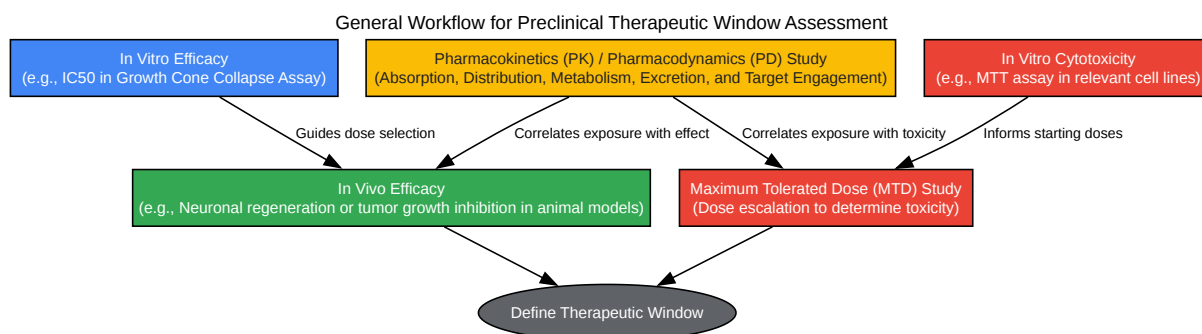 General Workflow for Preclinical Therapeutic Window Assessment
In Vitro Efficacy
(e.g., IC50 in Growth Cone Collapse Assay)
Pharmacokinetics (PK) / Pharmacodynamics (PD) Study
(Absorption, Distribution, Metabolism, Excretion, and Target Engagement)
In Vitro Cytotoxicity
(e.g., MTT assay in relevant cell lines)
Guides dose selection
Correlates exposure with effect
Correlates exposure with toxicity
Informs starting doses
In Vivo Efficacy
(e.g., Neuronal regeneration or tumor growth inhibition in animal models)
Maximum Tolerated Dose (MTD) Study
(Dose escalation to determine toxicity)
Define Therapeutic Window